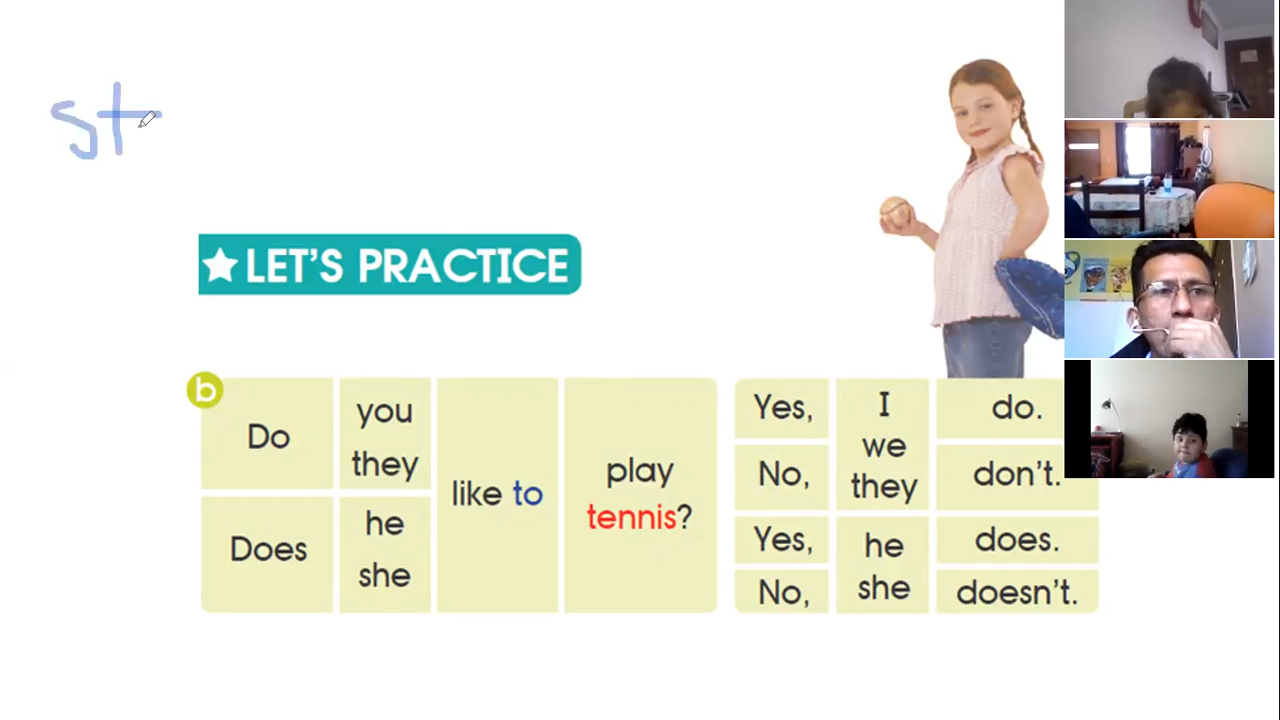 st
LET'S PRACTICE
b
Do
you
they
Does
he
she
like to
play
tennis?
Yes,
No,
I
we
they
do.
don't.
Yes,
No,
he
she
does.
doesn't.